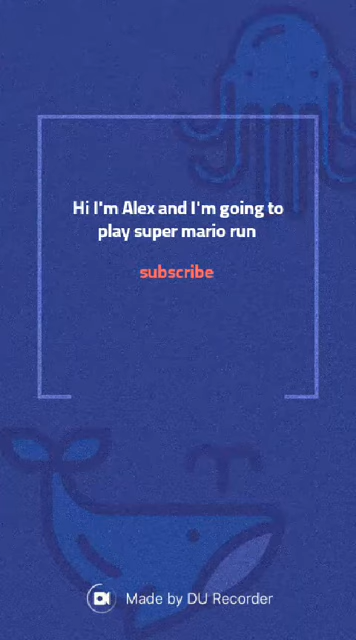 Hi I'm Alex and I'm going to
play super mario run
subscribe
Made by DU Recorder